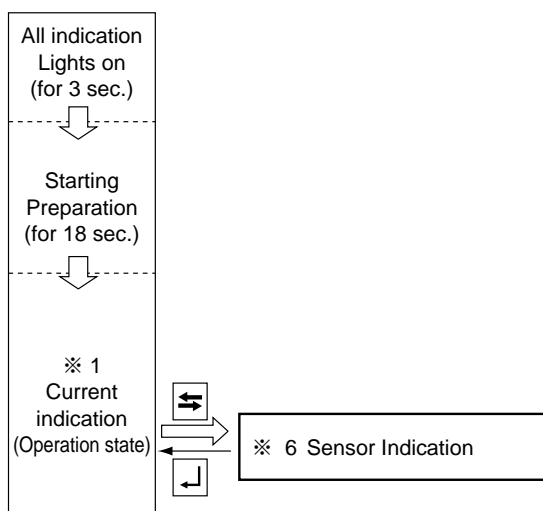 All indication
Lights on
(for 3 sec.)
Starting
Preparation
(for 18 sec.)
※ 1
Current
indication
(Operation state)
※ 6 Sensor Indication